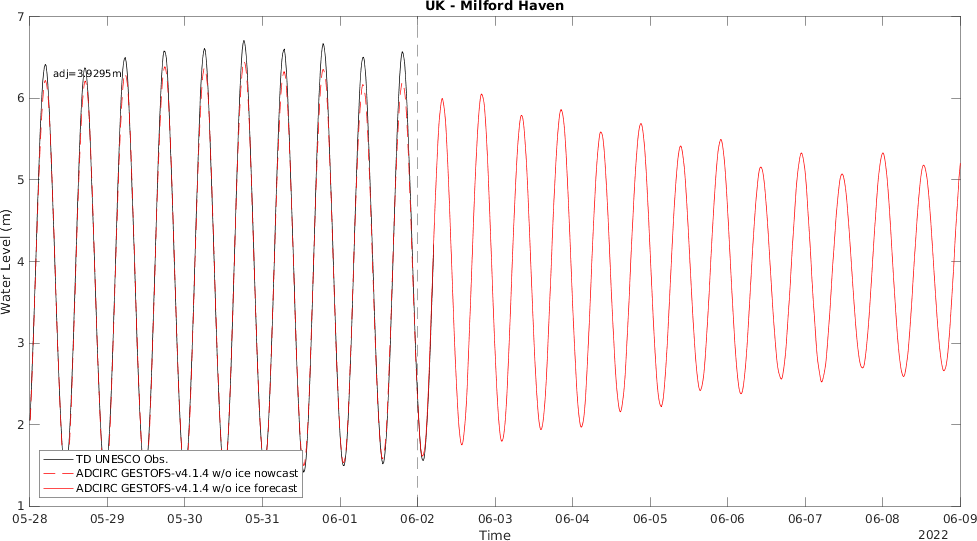 UK - Milford Haven
7
adj=3.9295m
6
5
4
3
2
1
Water Level (m)
TD UNESCO Obs.
ADCIRC GESTOFS-v4.1.4 w/o ice nowcast
ADCIRC GESTOFS-v4.1.4 w/o ice forecast
05-28 05-29 05-30 05-31 06-01 06-02 06-03 06-04 06-05 06-06 06-07 06-08 06-09
Time
2022